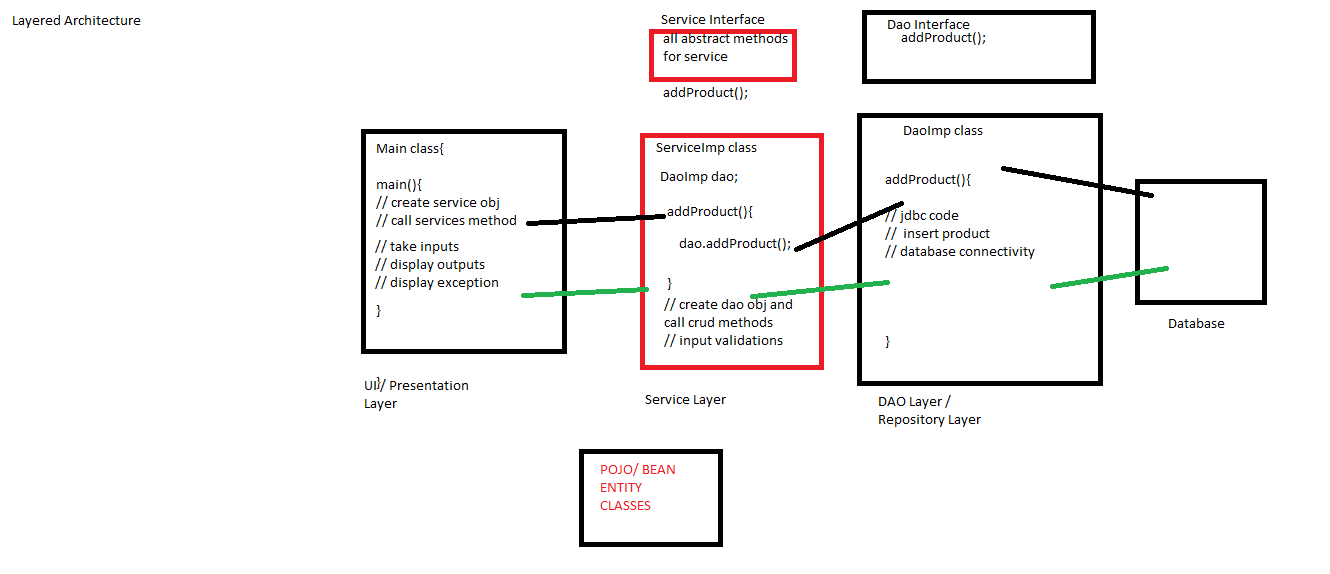 Layered Architecture
Service Interface
all abstract methods
for service
addProduct();
Dao Interface
addProduct();
Main class{
main(){
// create service obj
// call services method
// take inputs
// display outputs
// display exception
}
}
UI / Presentation
Layer
ServiceImp class
DaoImp dao;
addProduct(){
dao.addProduct();
}
// create dao obj and
call crud methods
// input validations
Service Layer
DaoImp class
addProduct(){
// jdbc code
// insert product
// database connectivity
}
DAO Layer /
Repository Layer
Database
POJO/ BEAN
ENTITY
CLASSES